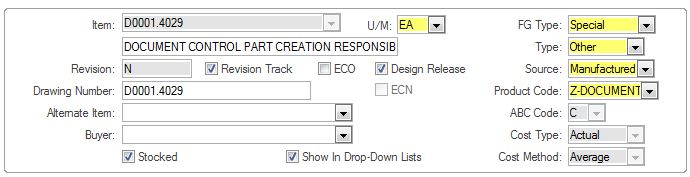 Item: D0001.4029 U/M: EA FG Type: Special
DOCUMENT CONTROL PART CREATION RESPONSIB Type: Other
Revision: N Revision Track ECO Design Release Source: Manufactured
Drawing Number: D0001.4029 ECN Product Code: Z-DOCUMENT
Alternate Item: ABC Code: C
Buyer: Cost Type: Actual
Stocked Show In Drop-Down Lists Cost Method: Average